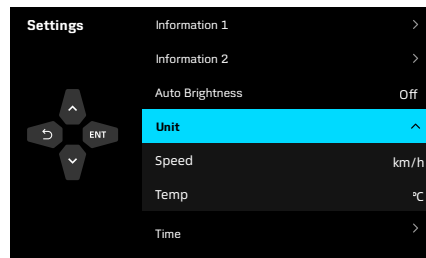 Settings
Information 1
Information 2
Auto Brightness Off
ENT
Unit
Speed km/h
Temp °C
Time